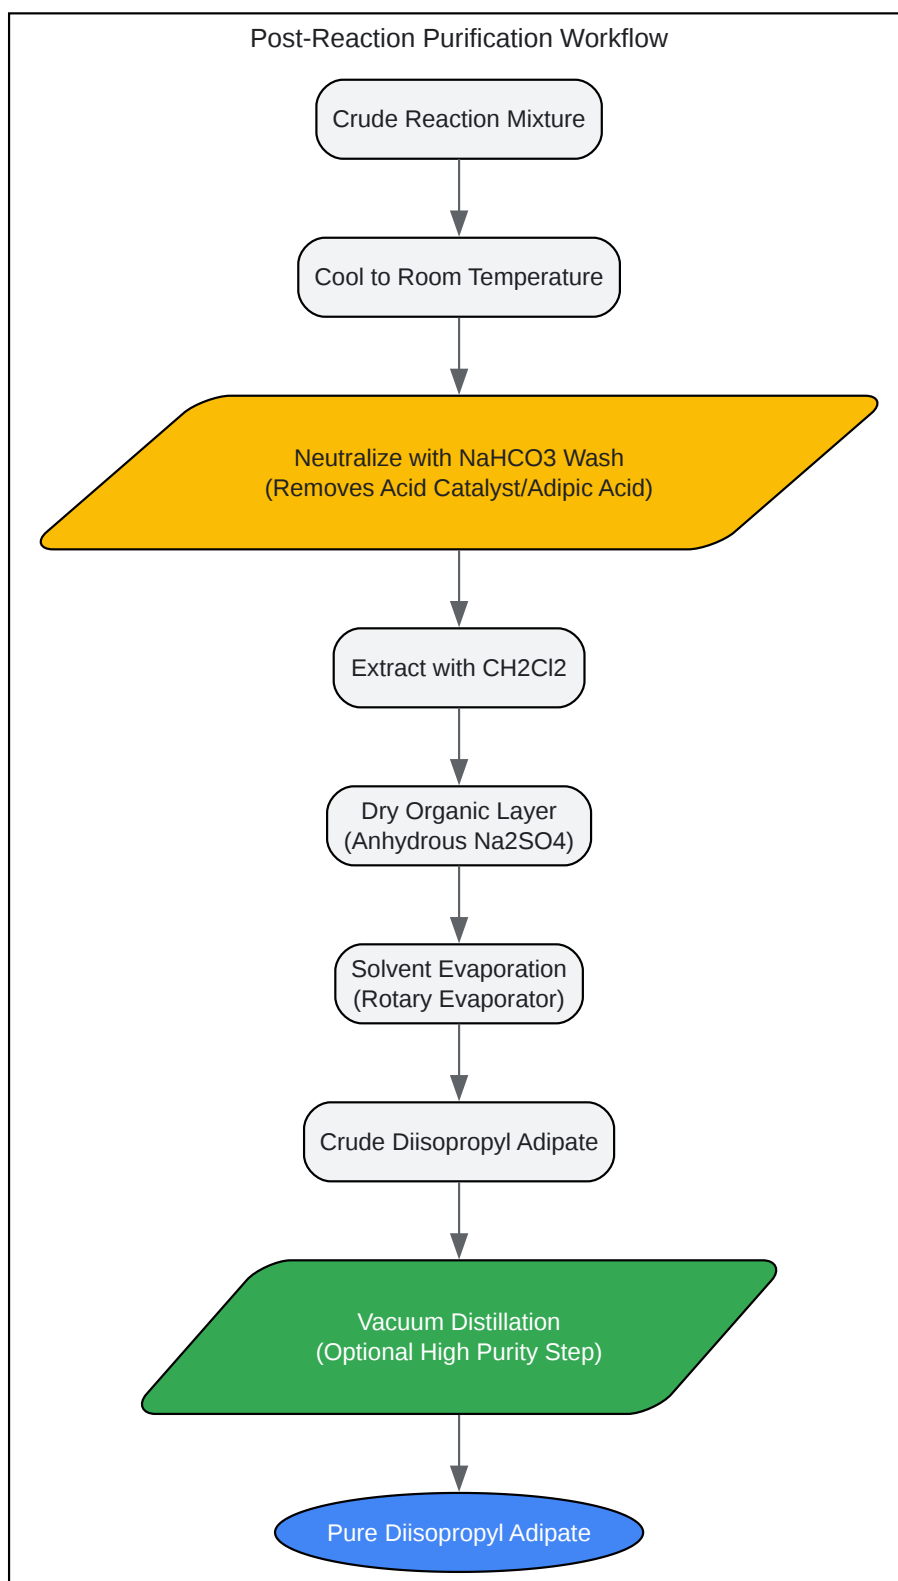 Post-Reaction Purification Workflow
Crude Reaction Mixture
Cool to Room Temperature
Neutralize with NaHCO3 Wash
(Removes Acid Catalyst/Adipic Acid)
Extract with CH2Cl2
Dry Organic Layer
(Anhydrous Na2SO4)
Solvent Evaporation
(Rotary Evaporator)
Crude Diisopropyl Adipate
Vacuum Distillation
(Optional High Purity Step)
Pure Diisopropyl Adipate